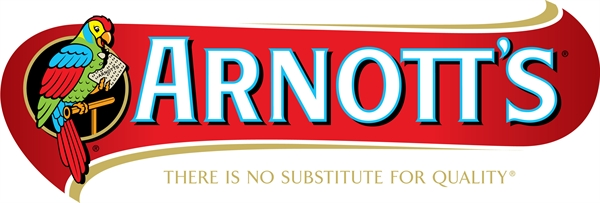 ARNOTT'S®
®
THERE IS NO SUBSTITUTE FOR QUALITY®